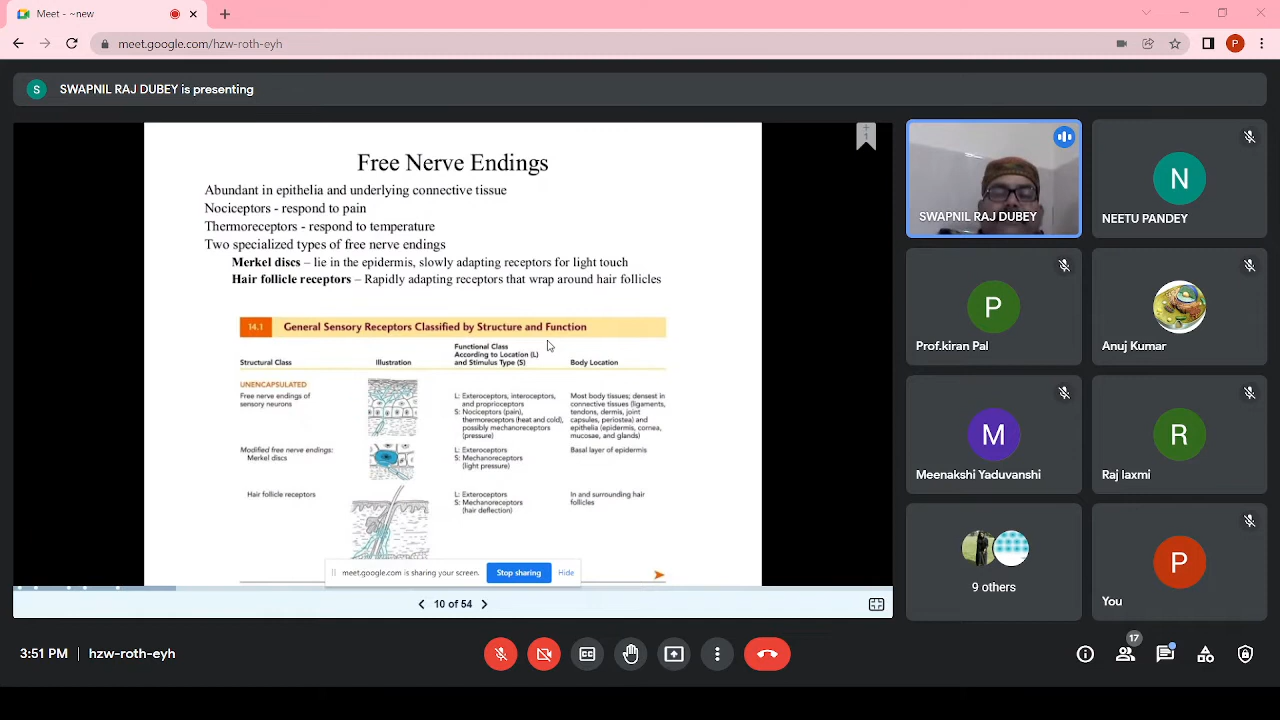 Meet - ~new
meet.google.com/hzw-roth-eyh
P
S
SWAPNIL RAJ DUBEY is presenting
+
1
Free Nerve Endings
Abundant in epithelia and underlying connective tissue
Nociceptors - respond to pain
Thermoreceptors - respond to temperature
Two specialized types of free nerve endings
Merkel discs – lie in the epidermis, slowly adapting receptors for light touch
Hair follicle receptors – Rapidly adapting receptors that wrap around hair follicles
14.1 General Sensory Receptors Classified by Structure and Function
Structural Class
Illustration
Functional Class
According to Location (L)
and Stimulus Type (S)
Body Location
UNENCAPSULATED
Free nerve endings of
sensory neurons
L: Exteroceptors, interoceptors,
and proprioceptors
S: Nociceptors (pain),
thermoreceptors (heat and cold),
possibly mechanoreceptors
(pressure)
Most body tissues; densest in
connective tissues (ligaments,
tendons, dermis, joint
capsules, periostea) and
epithelia (epidermis, cornea,
mucosae, and glands)
Modified free nerve endings:
Merkel discs
L: Exteroceptors
S: Mechanoreceptors
(light pressure)
Basal layer of epidermis
Hair follicle receptors
L: Exteroceptors
S: Mechanoreceptors
(hair deflection)
In and surrounding hair
follicles
meet.google.com is sharing your screen.
Stop sharing
Hide
10 of 54
SWAPNIL RAJ DUBEY
N
NEETU PANDEY
P
Prof.kiran Pal
Anuj Kumar
M
Meenakshi Yaduvanshi
R
Raj laxmi
9 others
P
You
3:51 PM | hzw-roth-eyh
17